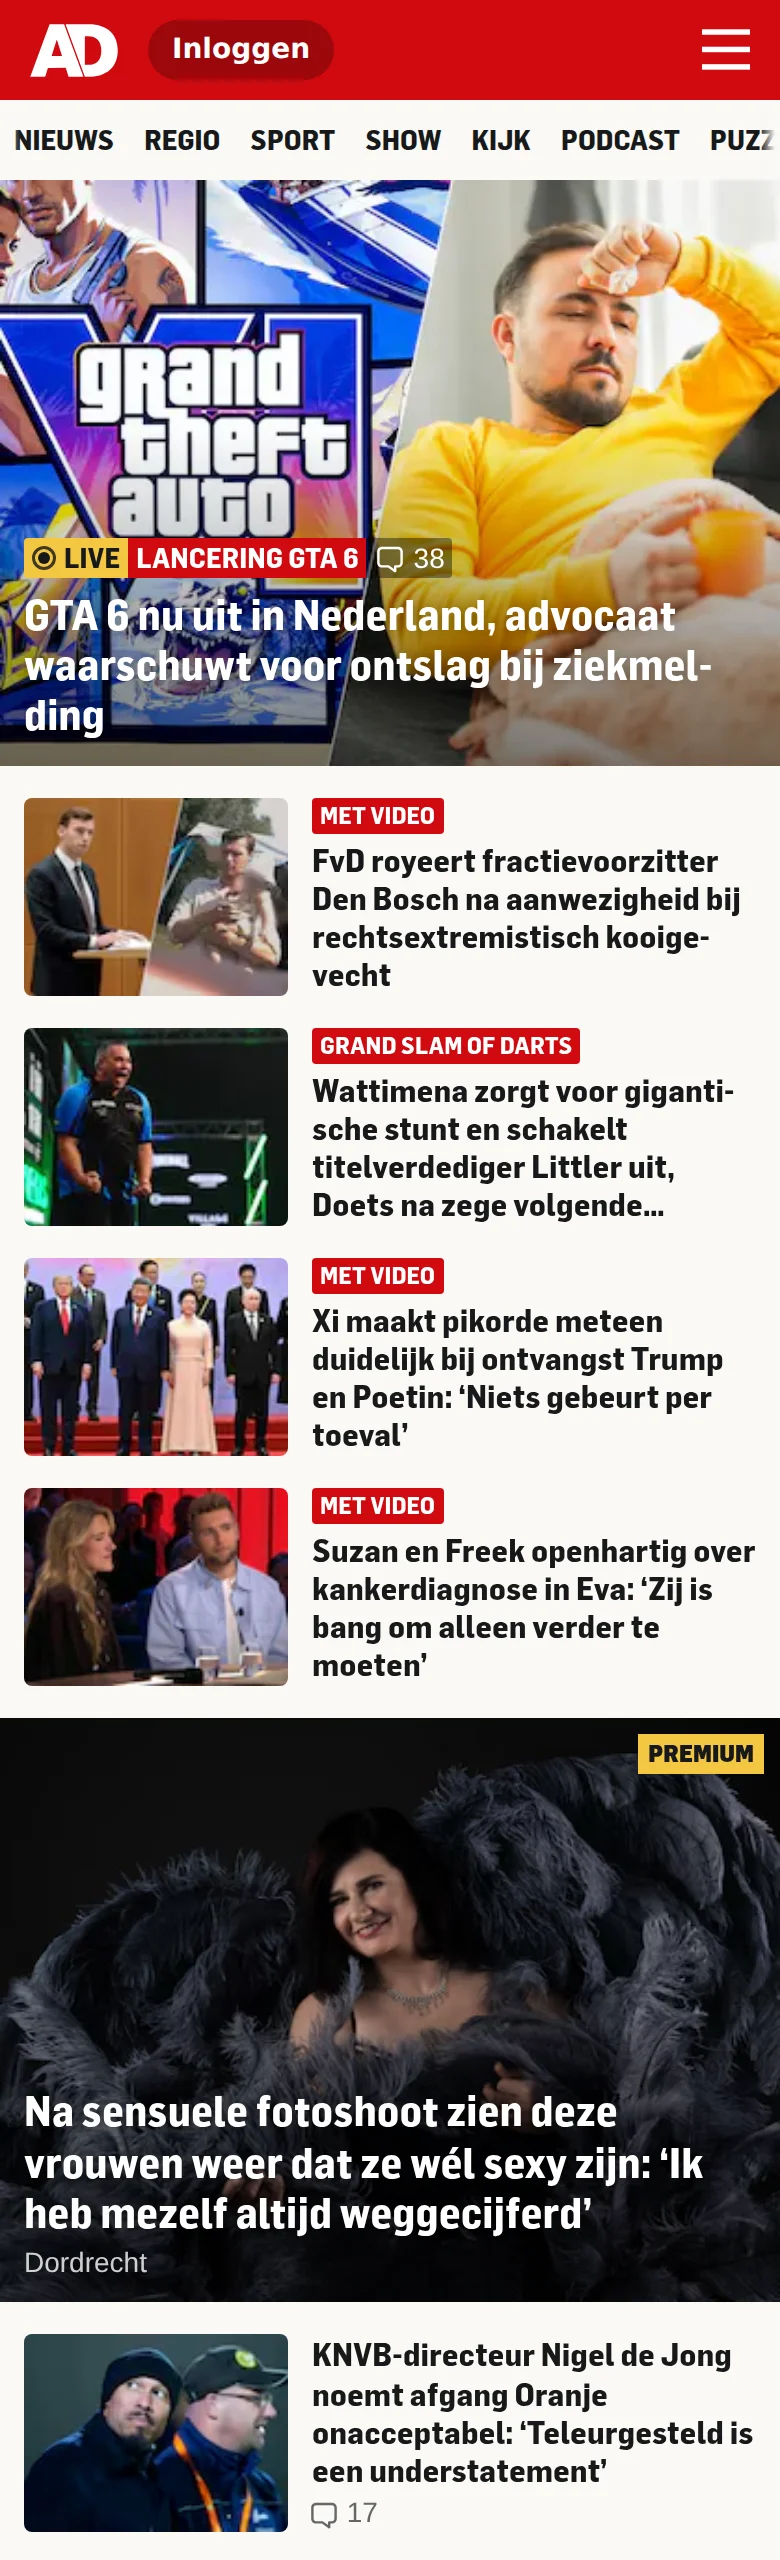 AD
Inloggen
NIEUWS REGIO SPORT SHOW KIJK PODCAST PUZZ
VI
grand
theft
auto
LIVE LANCERING GTA 6 38
GTA 6 nu uit in Nederland, advocaat
waarschuwt voor ontslag bij ziekmel-
ding
MET VIDEO
FvD royeert fractievoorzitter
Den Bosch na aanwezigheid bij
rechtsextremistisch kooige-
vecht
GRAND SLAM OF DARTS
Wattimena zorgt voor giganti-
sche stunt en schakelt
titelverdediger Littler uit,
Doets na zege volgende...
MET VIDEO
Xi maakt pikorde meteen
duidelijk bij ontvangst Trump
en Poetin: ‘Niets gebeurt per
toeval’
MET VIDEO
Suzan en Freek openhartig over
kankerdiagnose in Eva: ‘Zij is
bang om alleen verder te
moeten’
PREMIUM
Na sensuele fotoshoot zien deze
vrouwen weer dat ze wél sexy zijn: ‘Ik
heb mezelf altijd weggecijferd’
Dordrecht
KNVB-directeur Nigel de Jong
noemt afgang Oranje
onacceptabel: ‘Teleurgesteld is
een understatement’
17